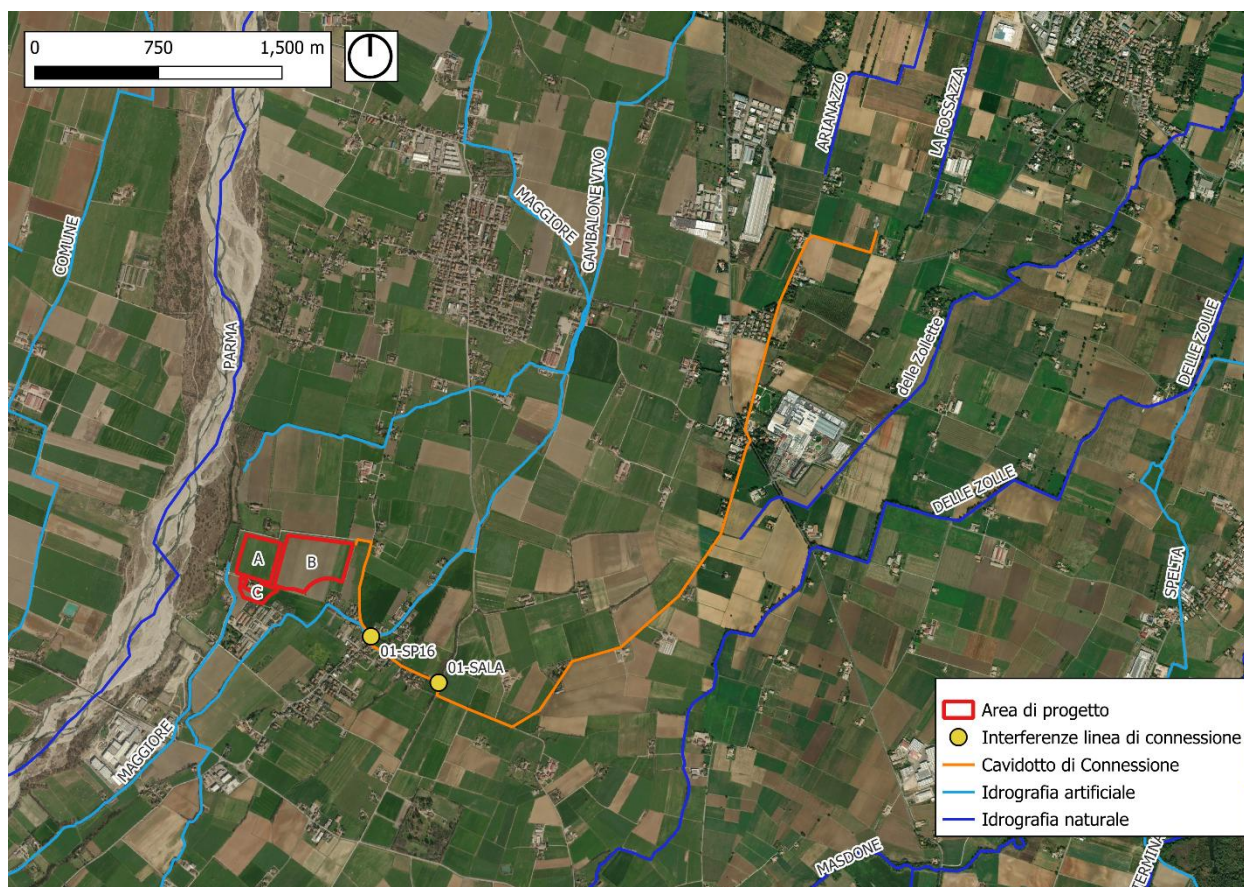 0 750 1,500 m
COMUNE
PARMA
MAGGIORE
GAMBALONE VIVO
ARIANAZZO
LA FOSSAZZA
delle Zollette
DELLE ZOLLE
DELLE ZOLLE
SPELTA
A
B
C
01-SP16
01-SALA
MAGGIORE
MASDONE
TERMINA
Area di progetto
Interferenze linea di connessione
Cavidotto di Connessione
Idrografia artificiale
Idrografia naturale